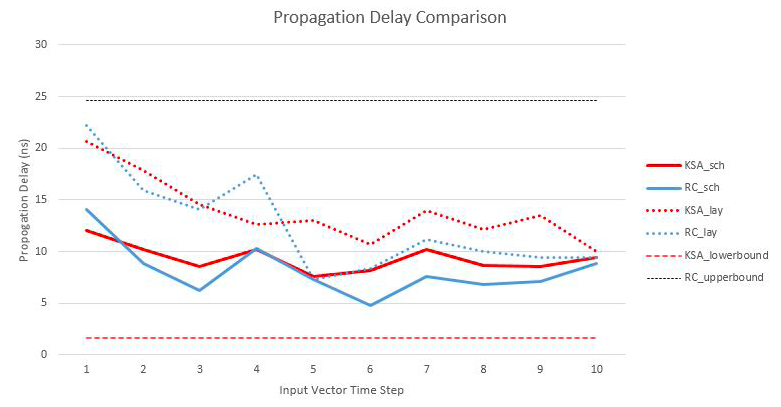 Propagation Delay Comparison
30
25
20
15
10
5
0
Propogation Delay (ns)
1 2 3 4 5 6 7 8 9 10
Input Vector Time Step
KSA_sch
RC_sch
KSA_lay
RC_lay
KSA_lowerbound
RC_upperbound